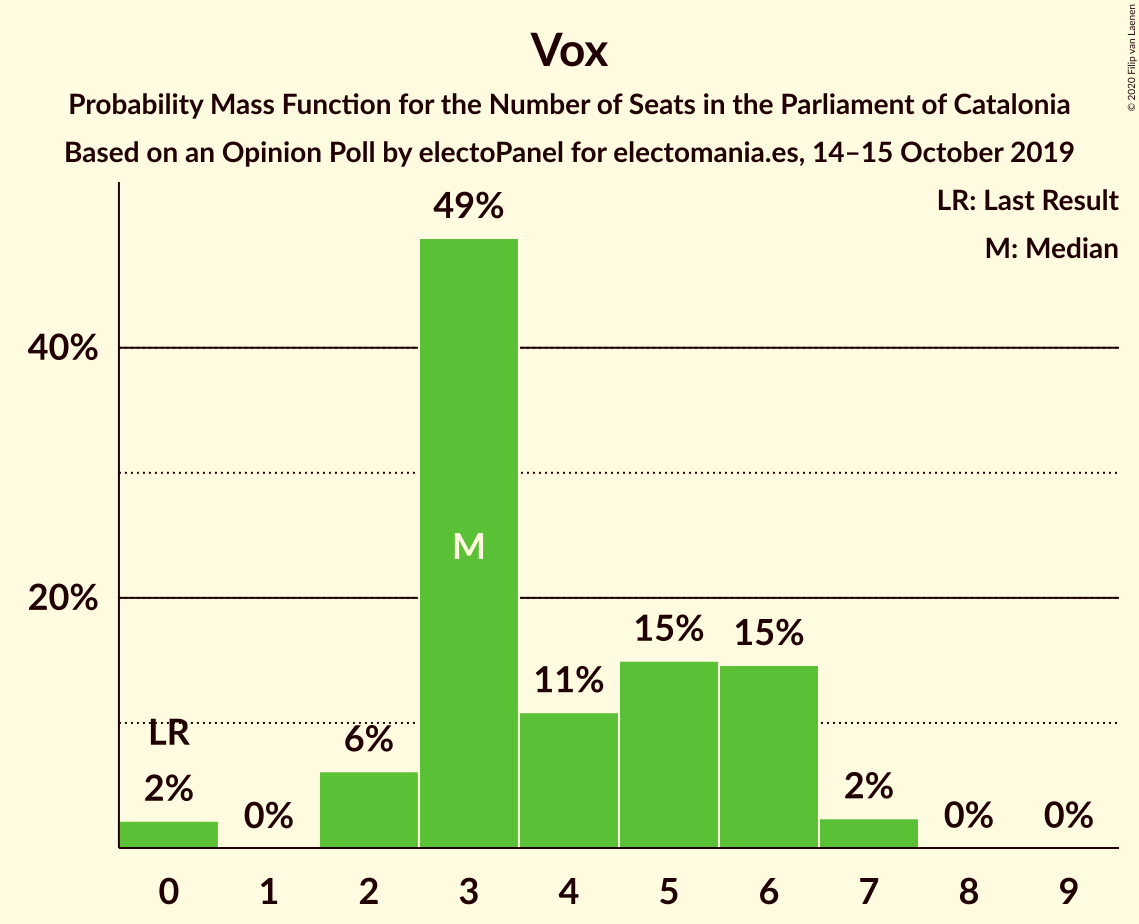 Vox
Probability Mass Function for the Number of Seats in the Parliament of Catalonia
Based on an Opinion Poll by electoPanel for electomania.es, 14–15 October 2019
© 2020 Filip van Laenen
LR: Last Result
M: Median
49%
40%
M
20%
15%
15%
11%
LR
6%
2%
2%
0%
0%
0%
0 1 2 3 4 5 6 7 8 9